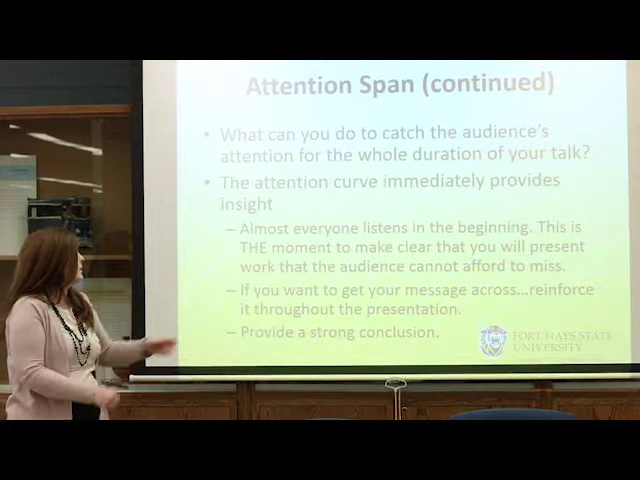 Attention Span (continued)
• What can you do to catch the audience's
attention for the whole duration of your talk?
• The attention curve immediately provides
insight
– Almost everyone listens in the beginning. This is
THE moment to make clear that you will present
work that the audience cannot afford to miss.
– If you want to get your message across...reinforce
it throughout the presentation.
– Provide a strong conclusion.
FORT HAYS STATE
UNIVERSITY